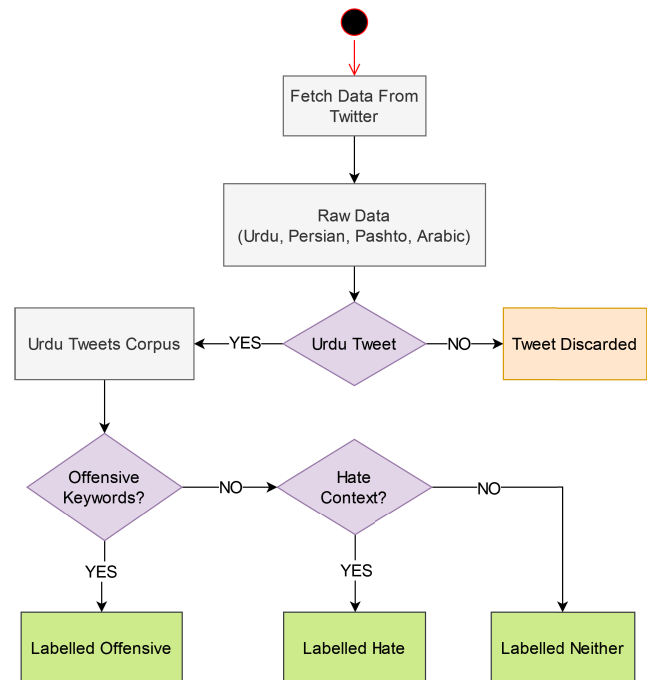 Fetch Data From
Twitter
Raw Data
(Urdu, Persian, Pashto, Arabic)
Urdu Tweets Corpus
YES
Urdu Tweet
NO
Tweet Discarded
Offensive
Keywords?
NO
Hate
Context?
NO
YES
YES
Labelled Offensive
Labelled Hate
Labelled Neither